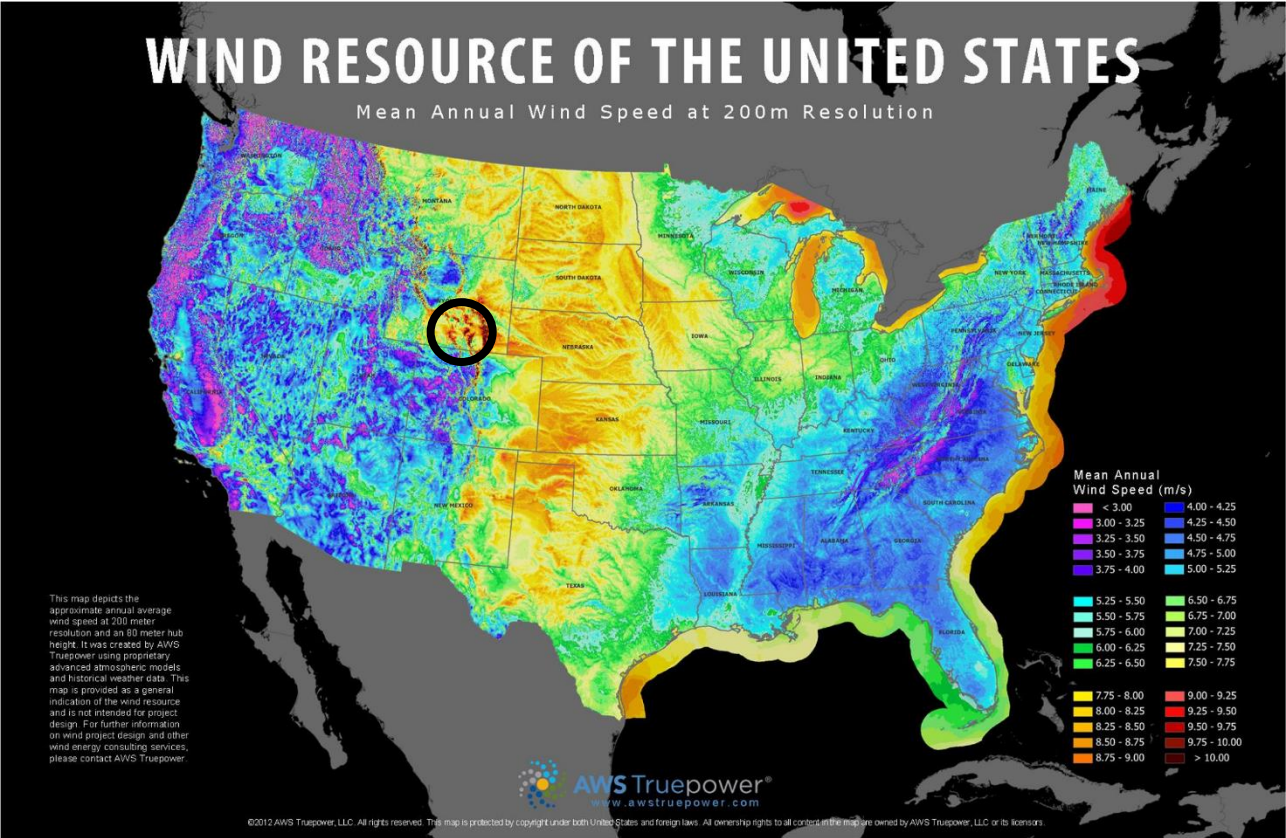 WIND RESOURCE OF THE UNITED STATES
Mean Annual Wind Speed at 200m Resolution
WASHINGTON
MONTANA
NORTH DAKOTA
MINNESOTA
MAINE
OREGON
SOUTH DAKOTA
WISCONSIN
MICHIGAN
NEW YORK
VERMONT
NEW HAMPSHIRE
MASSACHUSETTS
RHODE ISLAND
CONNECTICUT
NEBRASKA
IOWA
ILLINOIS
INDIANA
OHIO
PENNSYLVANIA
NEW JERSEY
DELAWARE
NEVADA
CALIFORNIA
COLORADO
KANSAS
MISSOURI
KENTUCKY
WEST VIRGINIA
NEW MEXICO
OKLAHOMA
ARKANSAS
TENNESSEE
SOUTH CAROLINA
TEXAS
LOUISIANA
MISSISSIPPI
ALABAMA
GEORGIA
FLORIDA
Mean Annual
Wind Speed (m/s)
< 3.00
3.00 - 3.25
3.25 - 3.50
3.50 - 3.75
3.75 - 4.00
4.00 - 4.25
4.25 - 4.50
4.50 - 4.75
4.75 - 5.00
5.00 - 5.25
5.25 - 5.50
5.50 - 5.75
5.75 - 6.00
6.00 - 6.25
6.25 - 6.50
6.50 - 6.75
6.75 - 7.00
7.00 - 7.25
7.25 - 7.50
7.50 - 7.75
7.75 - 8.00
8.00 - 8.25
8.25 - 8.50
8.50 - 8.75
8.75 - 9.00
9.00 - 9.25
9.25 - 9.50
9.50 - 9.75
9.75 - 10.00
> 10.00
This map depicts the
approximate annual average
wind speed at 200 meter
resolution and an 80 meter hub
height. It was created by AWS
Truepower using proprietary
advanced atmospheric models
and historical weather data. This
map is provided as a general
indication of the wind resource
and is not intended for project
design. For further information
on wind project design and other
wind energy consulting services,
please contact AWS Truepower.
AWS Truepower®
www.awstruepower.com
©2012 AWS Truepower, LLC. All rights reserved. This map is protected by copyright under both United States and foreign laws. All ownership rights to all content in the map are owned by AWS Truepower, LLC or its licensors.